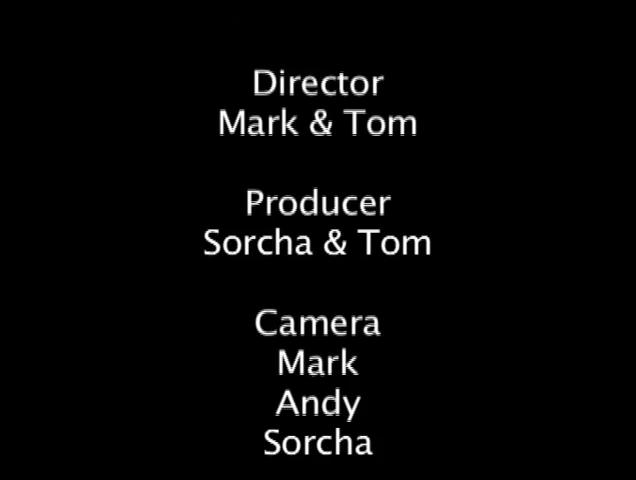 Director
Mark & Tom
Producer
Sorcha & Tom
Camera
Mark
Andy
Sorcha